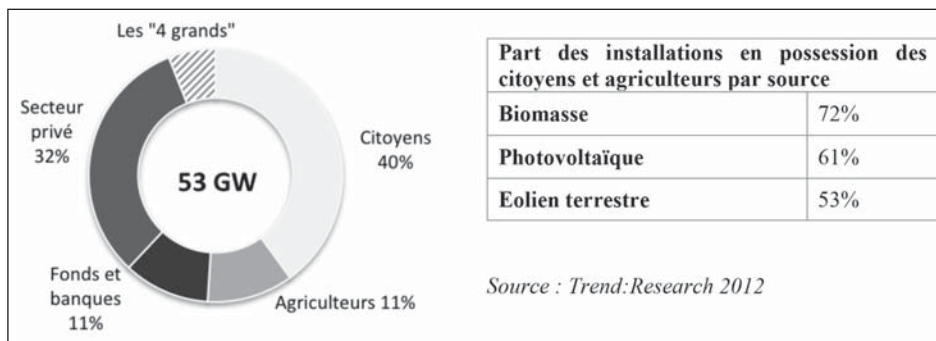 Les "4 grands"
Secteur
privé
32%
Citoyens
40%
53 GW
Fonds et
banques
11%
Agriculteurs 11%
Part des installations en possession des
citoyens et agriculteurs par source
Biomasse 72%
Photovoltaïque 61%
Eolien terrestre 53%
Source : Trend:Research 2012